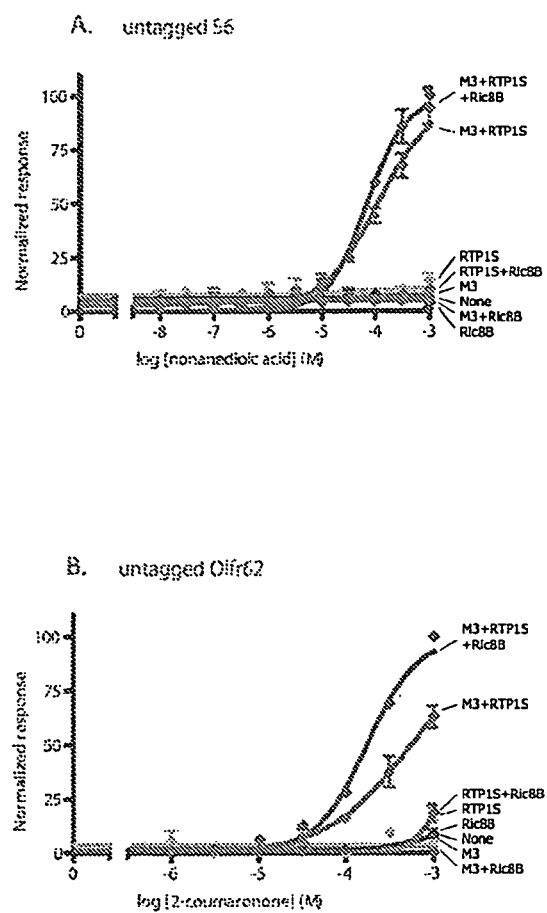 A. untagged S6
Normalized response
100
75
50
25
0
0 -8 -7 -6 -5 -4 -3
log [nonanedioic acid] (M)
M3+RTP1S
+Ric8B
M3+RTP1S
RTP1S
RTP1S+Ric8B
M3
None
M3+Ric8B
Ric8B
B. untagged Olfr62
Normalized response
100
75
50
25
0
0 -6 -5 -4 -3
log [2-coumaronone] (M)
M3+RTP1S
+Ric8B
M3+RTP1S
RTP1S+Ric8B
RTP1S
Ric8B
None
M3
M3+Ric8B